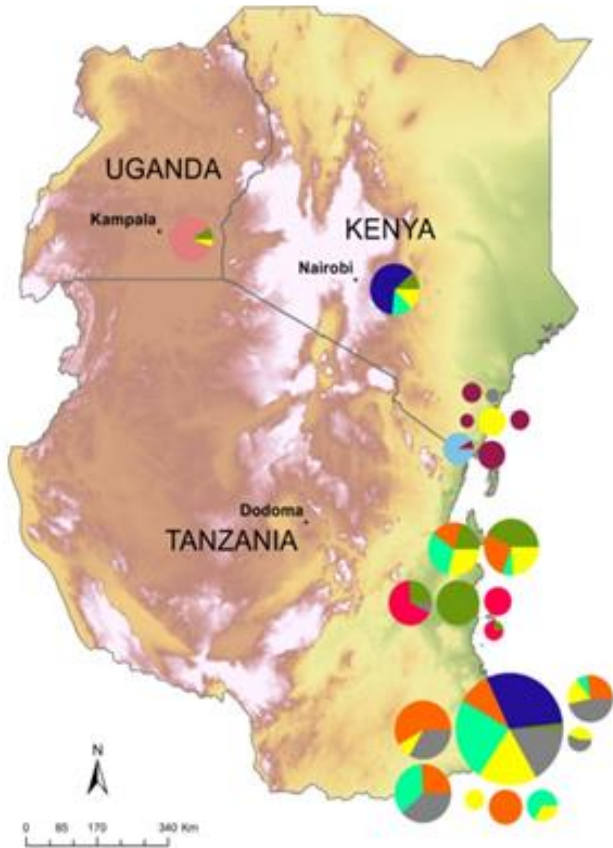 UGANDA
Kampala
KENYA
Nairobi
Dodoma
TANZANIA
N
0 85 170 340 Km